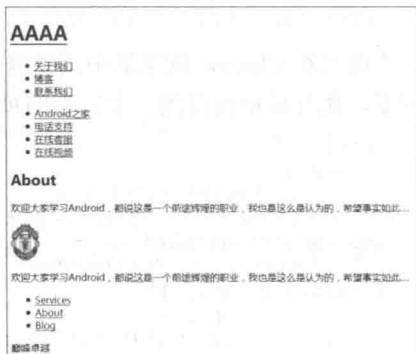 AAAA
关于我们
博客
联系我们
Android之家
电话支持
在线客服
在线视频
About
欢迎大家学习Android，都说这是一个前途辉煌的职业，我也是这么是认为的，希望事实如此...
欢迎大家学习Android，都说这是一个前途辉煌的职业，我也是这么是认为的，希望事实如此...
Services
About
Blog
巅峰卓越